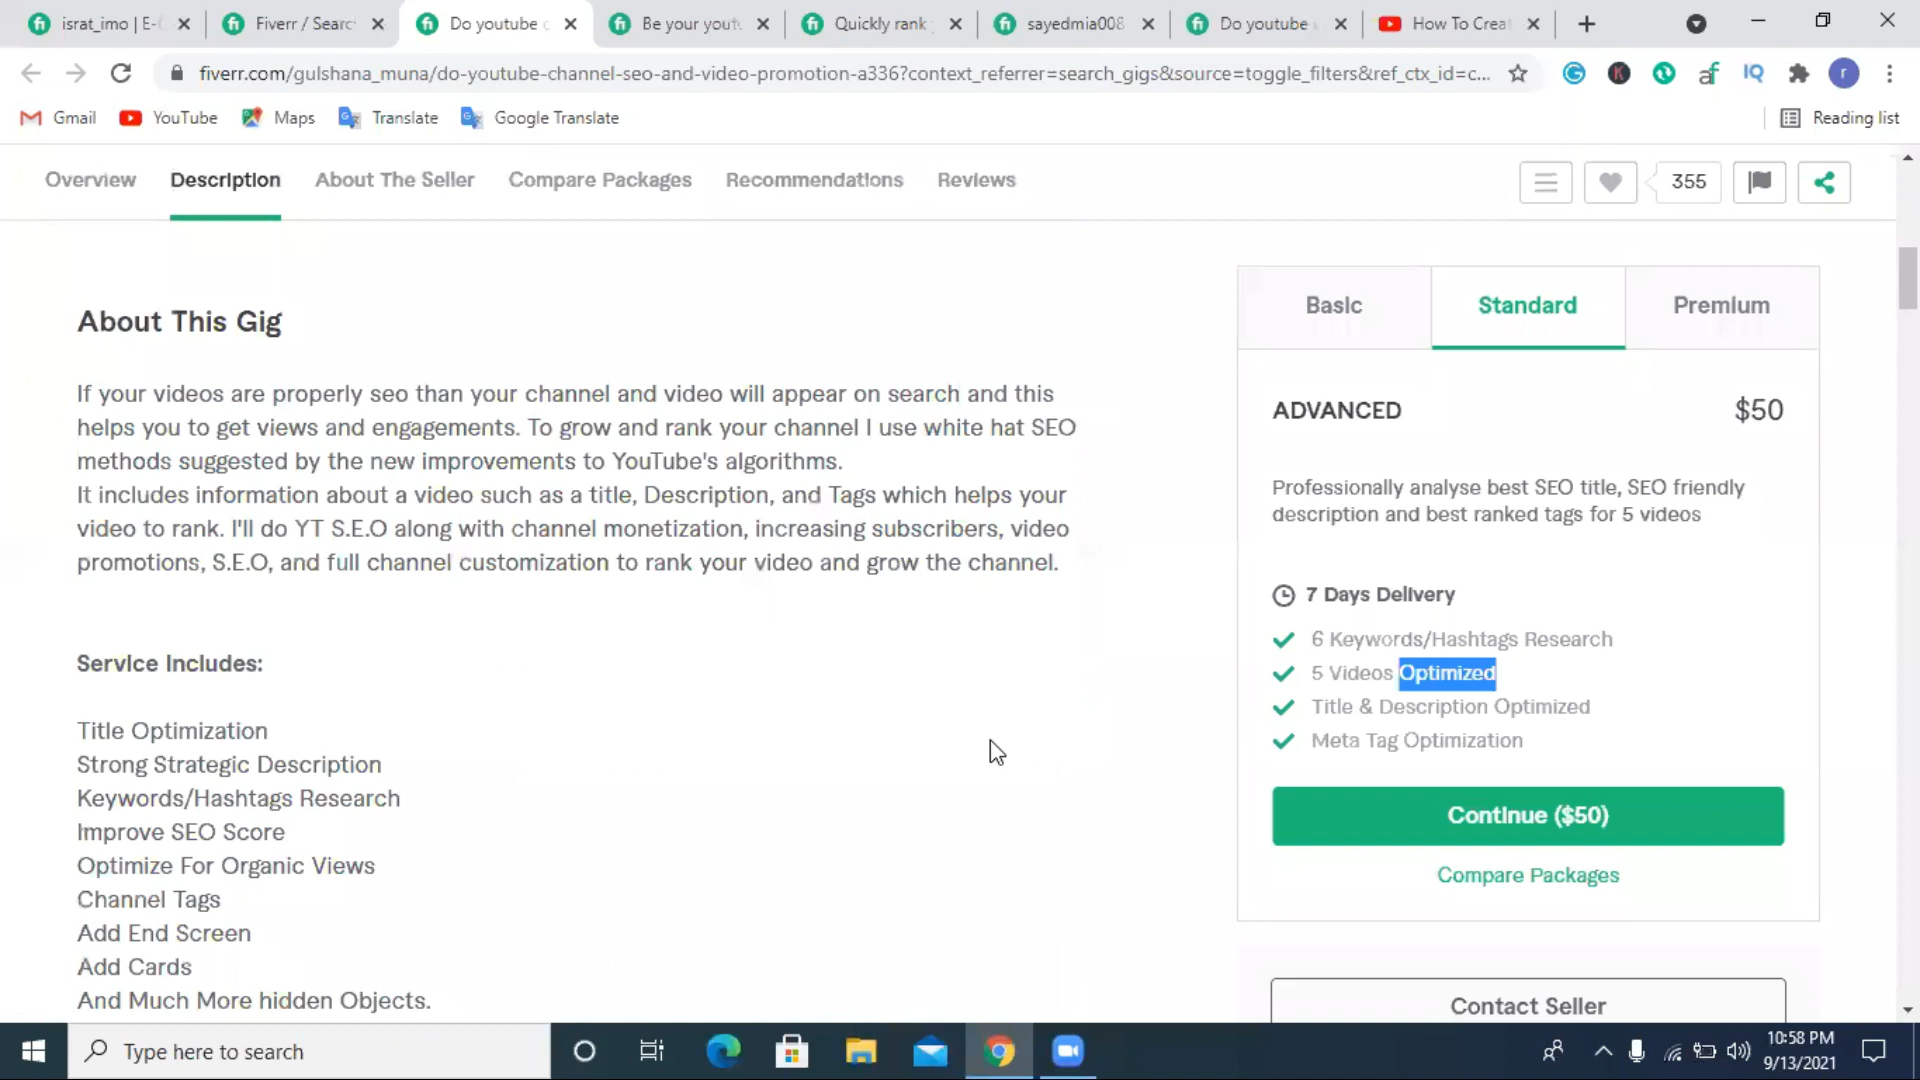 israt_imo | E-C
Fiverr / Searc
Do youtube c
Be your yout
Quickly rank
sayedmia008
Do youtube
How To Creat
fiverr.com/gulshana_muna/do-youtube-channel-seo-and-video-promotion-a336?context_referrer=search_gigs&source=toggle_filters&ref_ctx_id=c...
IQ
r
Gmail
YouTube
Maps
Translate
Google Translate
Reading list
Overview
Description
About The Seller
Compare Packages
Recommendations
Reviews
355
About This Gig
If your videos are properly seo than your channel and video will appear on search and this
helps you to get views and engagements. To grow and rank your channel I use white hat SEO
methods suggested by the new improvements to YouTube's algorithms.
It includes information about a video such as a title, Description, and Tags which helps your
video to rank. I'll do YT S.E.O along with channel monetization, increasing subscribers, video
promotions, S.E.O, and full channel customization to rank your video and grow the channel.
Service Includes:
Title Optimization
Strong Strategic Description
Keywords/Hashtags Research
Improve SEO Score
Optimize For Organic Views
Channel Tags
Add End Screen
Add Cards
And Much More hidden Objects.
Basic
Standard
Premium
ADVANCED
$50
Professionally analyse best SEO title, SEO friendly
description and best ranked tags for 5 videos
7 Days Delivery
6 Keywords/Hashtags Research
5 Videos Optimized
Title & Description Optimized
Meta Tag Optimization
Continue ($50)
Compare Packages
Contact Seller
Type here to search
10:58 PM
9/13/2021